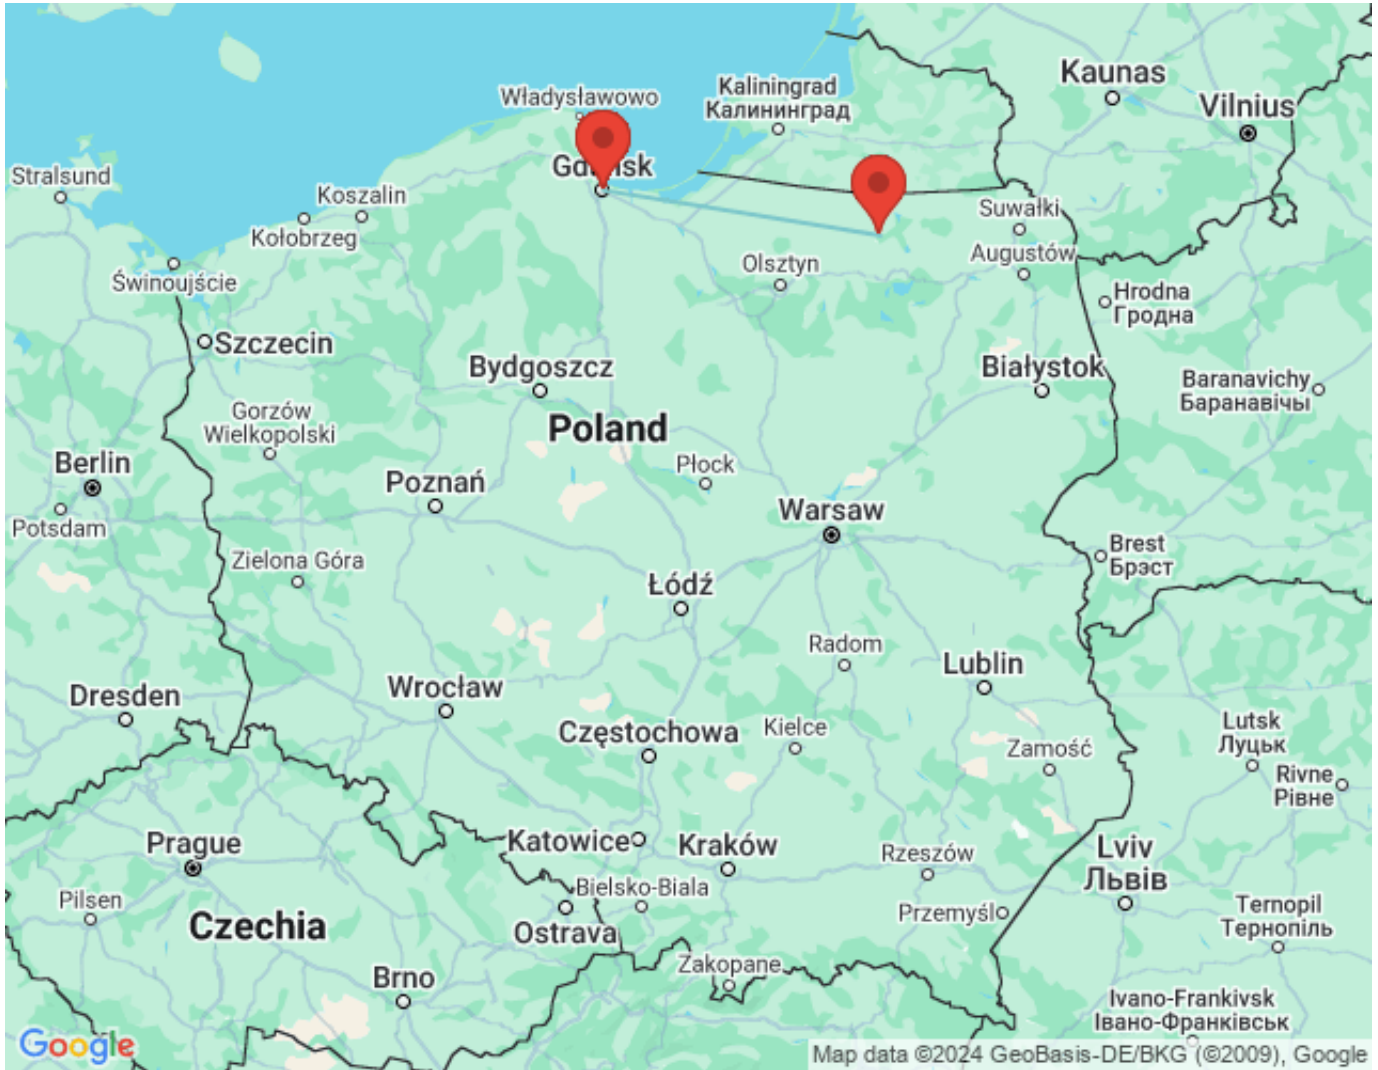 Kaunas
Kaliningrad
Калининград
Władysławowo
Vilnius
Gdańsk
Stralsund
Koszalin
Suwałki
Kołobrzeg
Augustów
Olsztyn
Świnoujście
Hrodna
Гродна
Szczecin
Bydgoszcz
Białystok
Baranavichy
Баранавічы
Gorzów
Wielkopolski
Poland
Berlin
Płock
Poznań
Warsaw
Potsdam
Brest
Брэст
Zielona Góra
Łódź
Radom
Lublin
Wrocław
Dresden
Lutsk
Луцьк
Częstochowa
Kielce
Zamość
Rivne
Рівне
Prague
Katowice
Kraków
Rzeszów
Lviv
Львів
Bielsko-Biala
Pilsen
Przemyśl
Ternopil
Тернопіль
Czechia
Ostrava
Zakopane
Brno
Ivano-Frankivsk
Івано-Франківськ
Google
Map data ©2024 GeoBasis-DE/BKG (©2009), Google